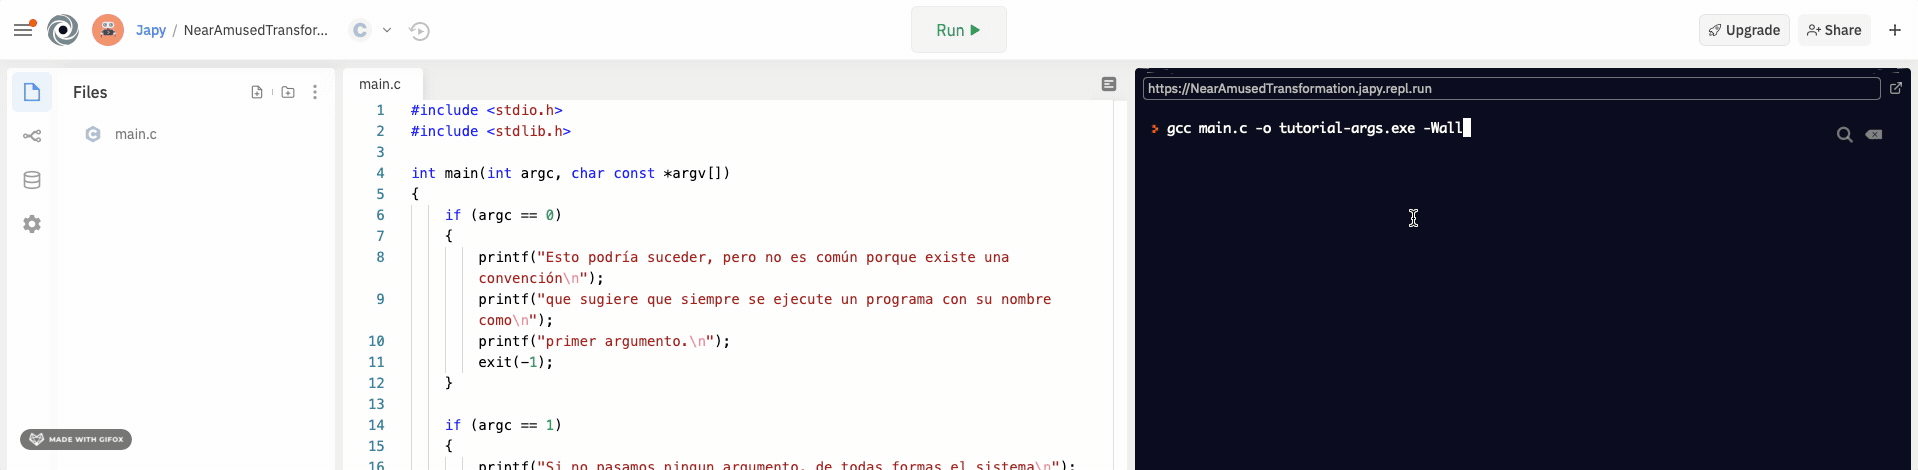 Japy / NearAmusedTransfor...
C
Run
Upgrade
Share
Files
C main.c
MADE WITH GIFOX
main.c
1 #include <stdio.h>
2 #include <stdlib.h>
3
4 int main(int argc, char const *argv[])
5 {
6 if (argc == 0)
7 {
8 printf("Esto podría suceder, pero no es común porque existe una
convención\n");
9 printf("que sugiere que siempre se ejecute un programa con su nombre
como\n");
10 printf("primer argumento.\n");
11 exit(-1);
12 }
13
14 if (argc == 1)
15 {
16 printf("Si no pasamos ningun argumento, de todas formas el sistema\n");
https://NearAmusedTransformation.japy.repl.run
> gcc main.c -o tutorial-args.exe -Wall